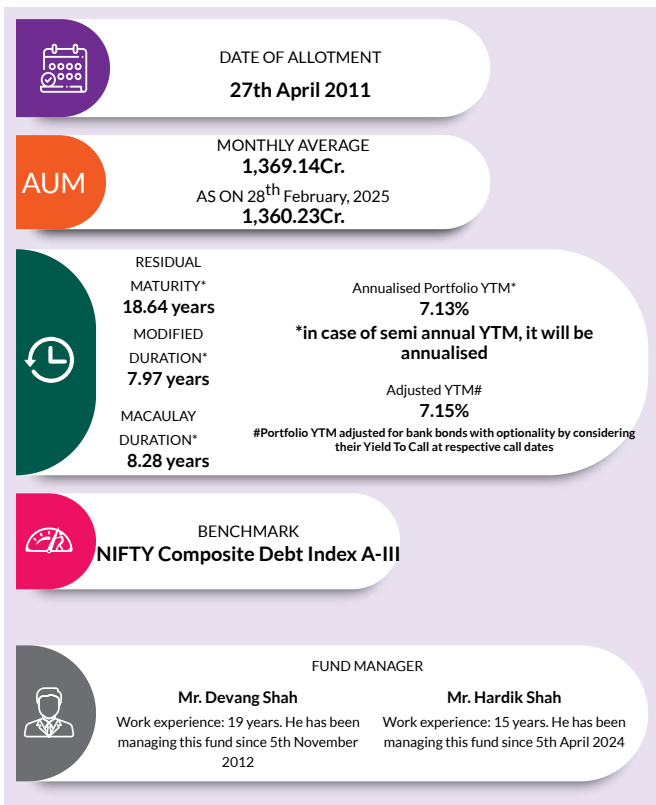 DATE OF ALLOTMENT
27th April 2011
AUM
MONTHLY AVERAGE
1,369.14Cr.
AS ON 28th February, 2025
1,360.23Cr.
RESIDUAL
MATURITY*
18.64 years
MODIFIED
DURATION*
7.97 years
MACAULAY
DURATION*
8.28 years
Annualised Portfolio YTM*
7.13%
*in case of semi annual YTM, it will be
annualised
Adjusted YTM#
7.15%
#Portfolio YTM adjusted for bank bonds with optionality by considering
their Yield To Call at respective call dates
BENCHMARK
NIFTY Composite Debt Index A-III
FUND MANAGER
Mr. Devang Shah
Work experience: 19 years. He has been
managing this fund since 5th November
2012
Mr. Hardik Shah
Work experience: 15 years. He has been
managing this fund since 5th April 2024